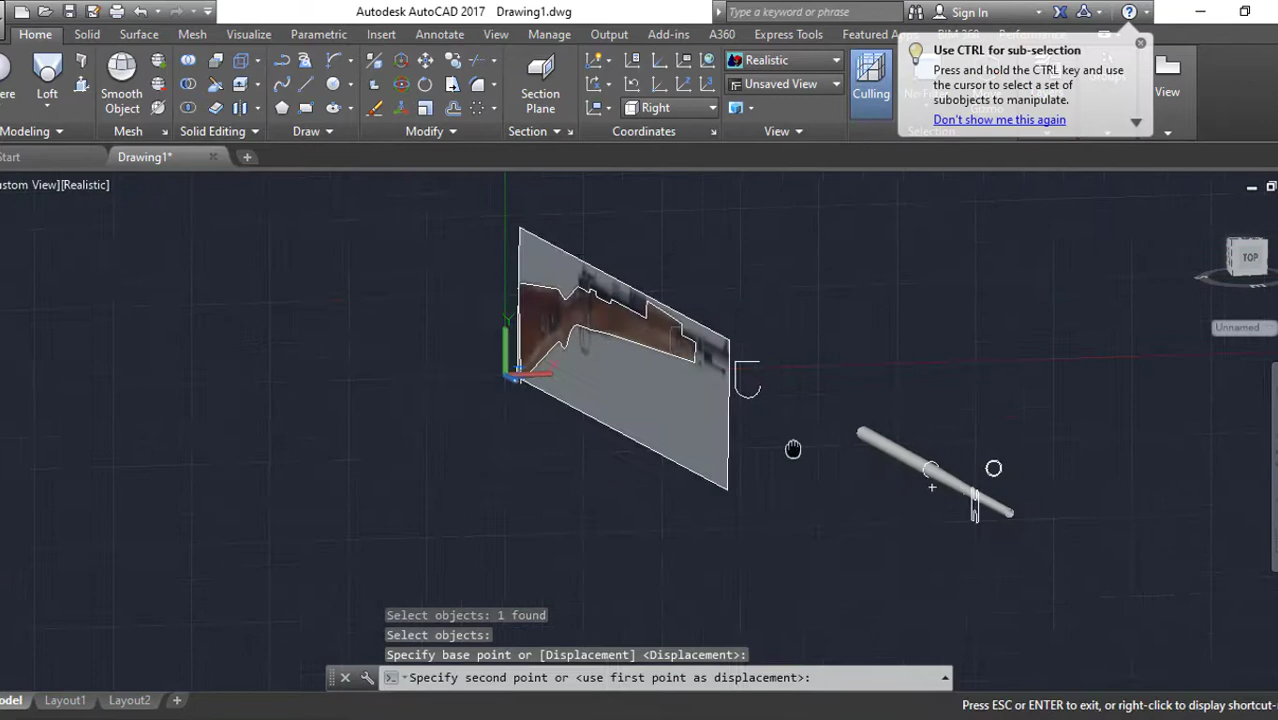 Autodesk AutoCAD 2017 Drawing1.dwg
Type a keyword or phrase
Sign In
Home Solid Surface Mesh Visualize Parametric Insert Annotate View Manage Output Add-ins A360 Express Tools Featured Apps BIM 360 Performance
Use CTRL for sub-selection
Press and hold the CTRL key and use
the cursor to select a set of
subobjects to manipulate.
Don't show me this again
Loft
Smooth
Object
Section
Plane
Realistic
Unsaved View
Right
Culling
View
Modeling
Mesh
Solid Editing
Draw
Modify
Section
Coordinates
View
Selection
Start
Drawing1*
ustom View][Realistic]
TOP
Unnamed
Y
Select objects: 1 found
Select objects:
Specify base point or [Displacement] <Displacement>:
Specify second point or <use first point as displacement>:
odel Layout1 Layout2
Press ESC or ENTER to exit, or right-click to display shortcut-